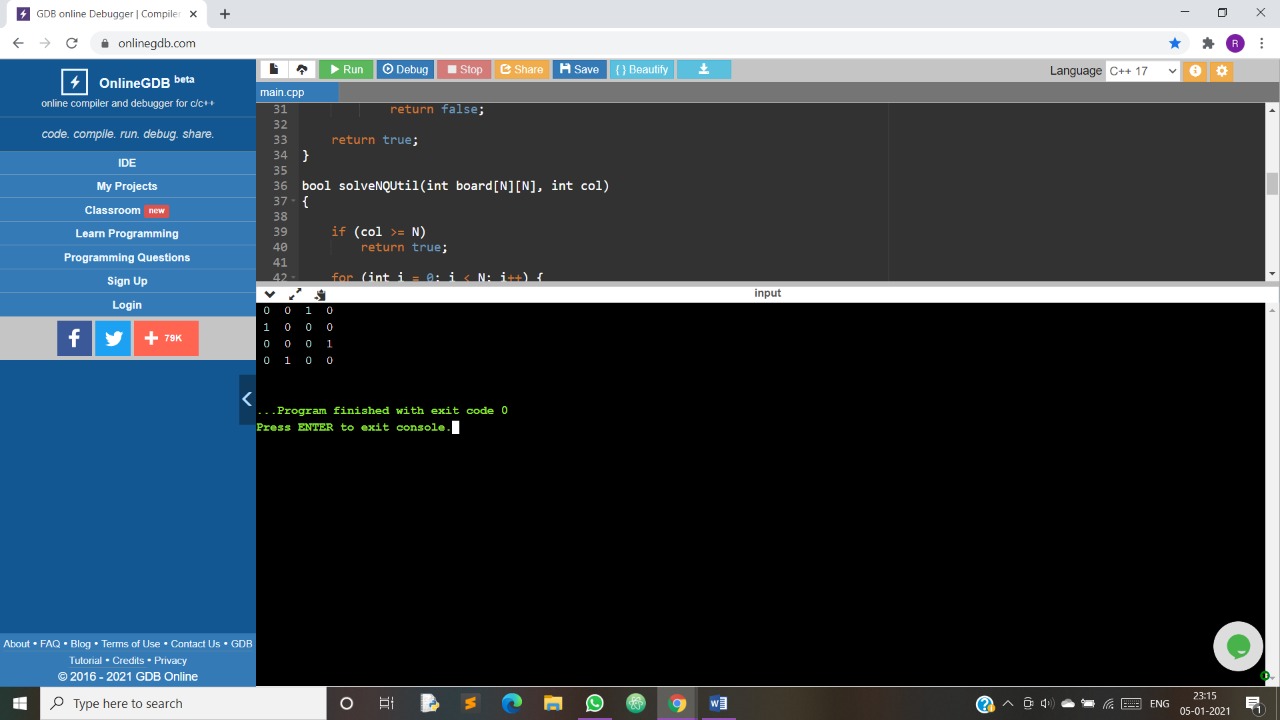 GDB online Debugger | Compiler
onlinegdb.com
R
OnlineGDB beta
online compiler and debugger for c/c++
code. compile. run. debug. share.
IDE
My Projects
Classroom new
Learn Programming
Programming Questions
Sign Up
Login
f
+ 79K
About • FAQ • Blog • Terms of Use • Contact Us • GDB
Tutorial • Credits • Privacy
© 2016 - 2021 GDB Online
Run Debug Stop Share Save { } Beautify
Language C++ 17
main.cpp
31 return false;
32
33 return true;
34 }
35
36 bool solveNQUtil(int board[N][N], int col)
37 {
38
39 if (col >= N)
40 return true;
41
42 for (int i = 0; i < N; i++) {
input
0 0 1 0
1 0 0 0
0 0 0 1
0 1 0 0
...Program finished with exit code 0
Press ENTER to exit console.
Type here to search
ENG
23:15
05-01-2021
1